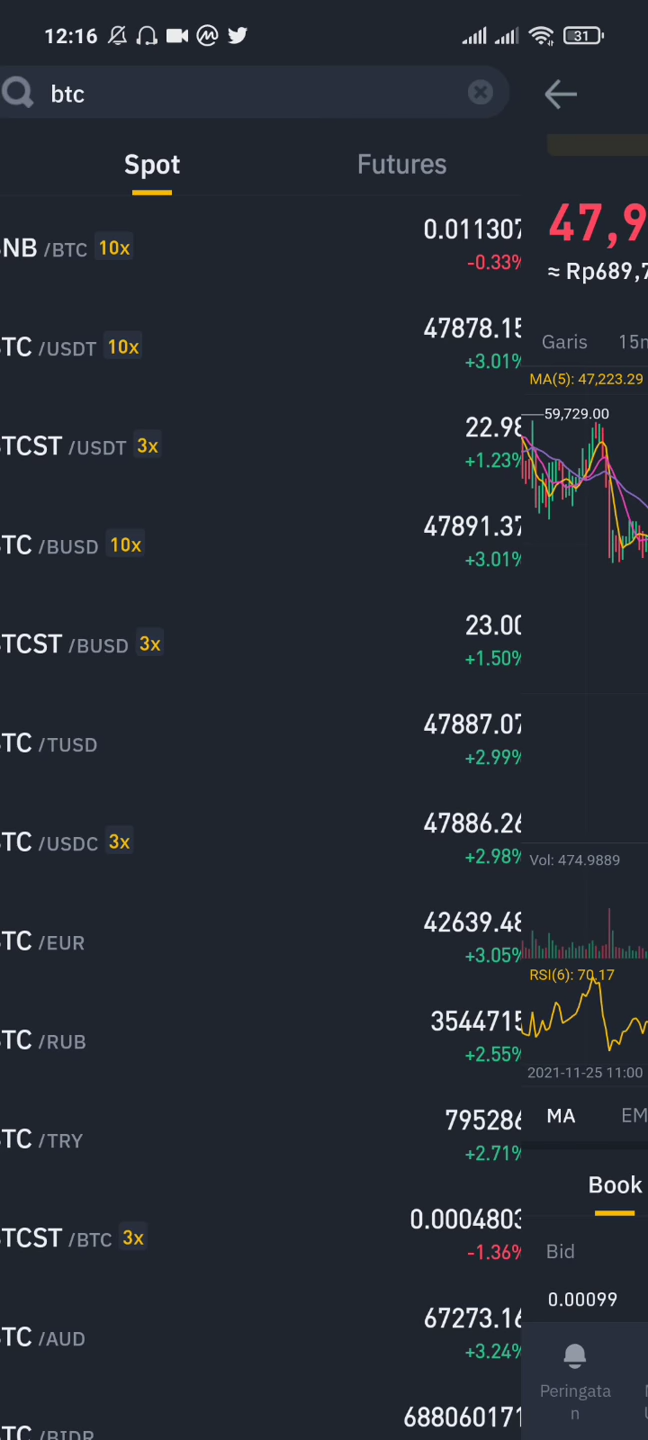 12:16
31
btc
Spot Futures
NB /BTC 10x 0.011307
-0.33%
TC /USDT 10x 47878.15
+3.01%
TCST /USDT 3x 22.98
+1.23%
TC /BUSD 10x 47891.37
+3.01%
TCST /BUSD 3x 23.00
+1.50%
TC /TUSD 47887.07
+2.99%
TC /USDC 3x 47886.26
+2.98%
TC /EUR 42639.48
+3.05%
TC /RUB 3544715
+2.55%
TC /TRY 795286
+2.71%
TCST /BTC 3x 0.0004803
-1.36%
TC /AUD 67273.16
+3.24%
TC /BIDR 688060171
47,9
≈ Rp689,7
Garis 15m
MA(5): 47,223.29
59,729.00
Vol: 474.9889
RSI(6): 70.17
2021-11-25 11:00
MA EM
Book
Bid
0.00099
Peringata
n